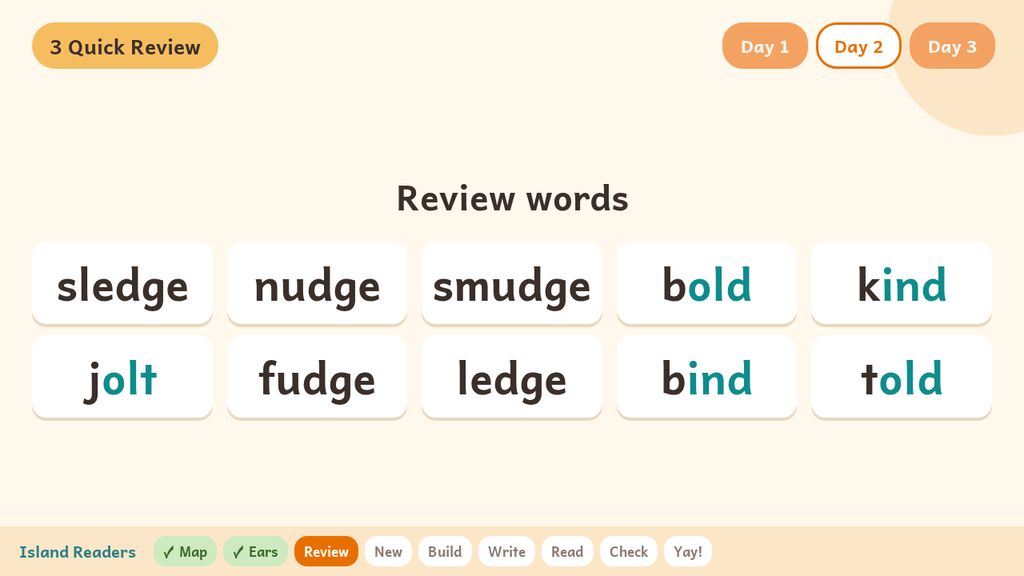 3 Quick Review
Day 1 Day 2 Day 3
Review words
sledge nudge smudge bold kind
jolt fudge ledge bind told
Island Readers ✓ Map ✓ Ears Review New Build Write Read Check Yay!